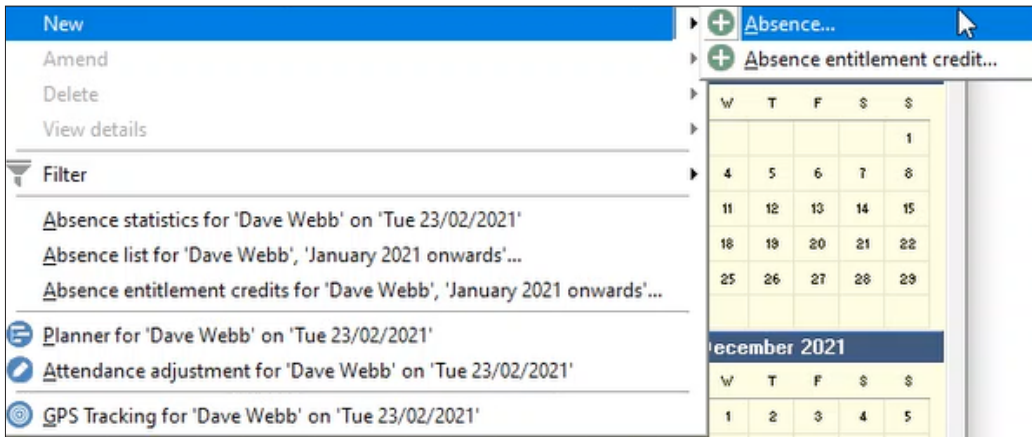 New
Absence...
Absence entitlement credit...
Amend
Delete
View details
Filter
Absence statistics for 'Dave Webb' on 'Tue 23/02/2021'
Absence list for 'Dave Webb', 'January 2021 onwards'...
Absence entitlement credits for 'Dave Webb', 'January 2021 onwards'...
Planner for 'Dave Webb' on 'Tue 23/02/2021'
Attendance adjustment for 'Dave Webb' on 'Tue 23/02/2021'
GPS Tracking for 'Dave Webb' on 'Tue 23/02/2021'
W T F S S
1
4 5 6 7 8
11 12 13 14 15
18 19 20 21 22
25 26 27 28 29
ecember 2021
W T F S S
1 2 3 4 5